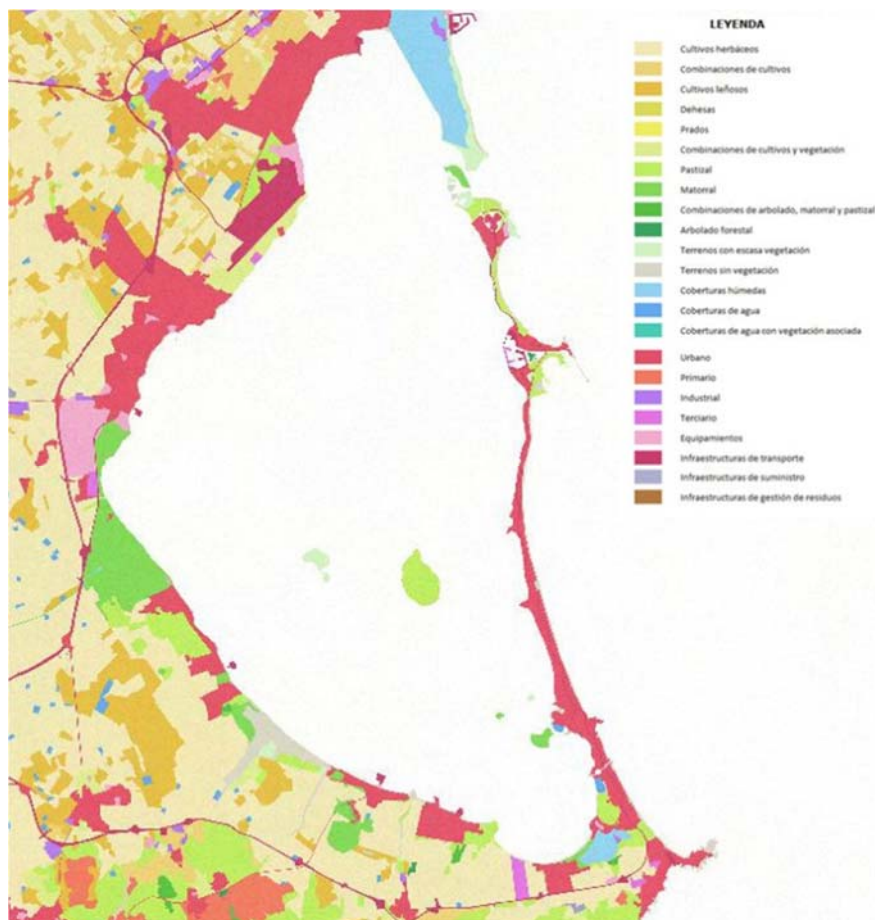 LEYENDA
Cultivos herbáceos
Combinaciones de cultivos
Cultivos leñosos
Dehesas
Prados
Combinaciones de cultivos y vegetación
Pastizal
Matorral
Combinaciones de arbolado, matorral y pastizal
Arbolado forestal
Terrenos con escasa vegetación
Terrenos sin vegetación
Coberturas húmedas
Coberturas de agua
Coberturas de agua con vegetación asociada
Urbano
Primario
Industrial
Terciario
Equipamientos
Infraestructuras de transporte
Infraestructuras de suministro
Infraestructuras de gestión de residuos